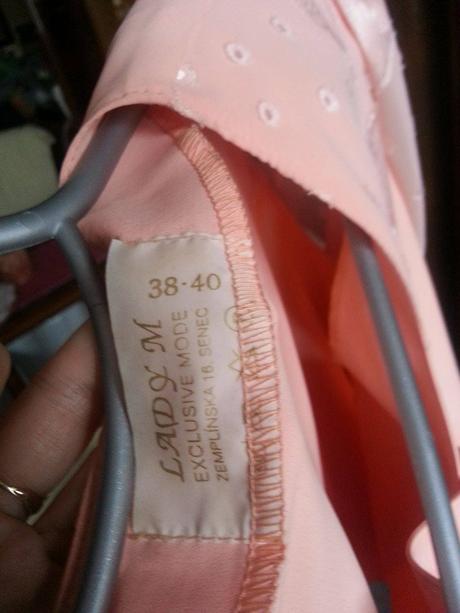 38-40
LADY M
EXCLUSIVE MODE
ZEMPLÍNSKA 16. SENEC